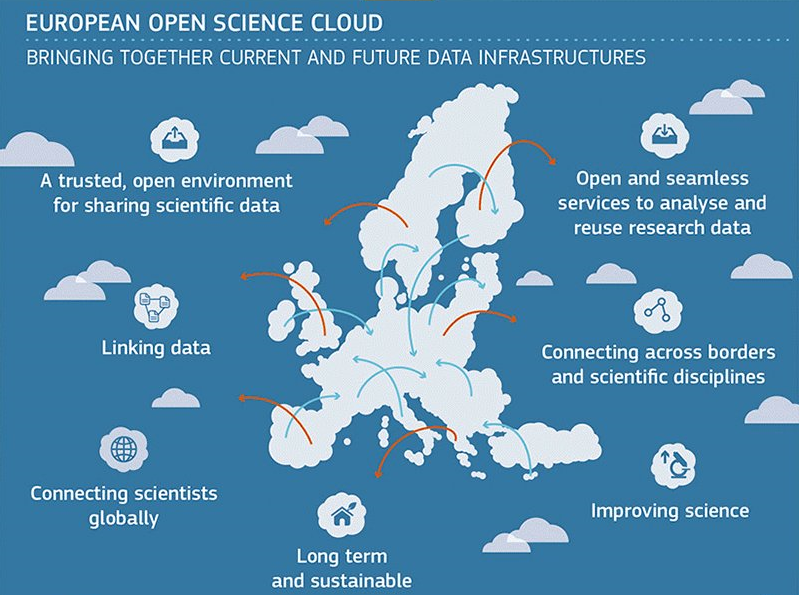 EUROPEAN OPEN SCIENCE CLOUD
BRINGING TOGETHER CURRENT AND FUTURE DATA INFRASTRUCTURES
A trusted, open environment
for sharing scientific data
Open and seamless
services to analyse and
reuse research data
Linking data
Connecting across borders
and scientific disciplines
Connecting scientists
globally
Improving science
Long term
and sustainable